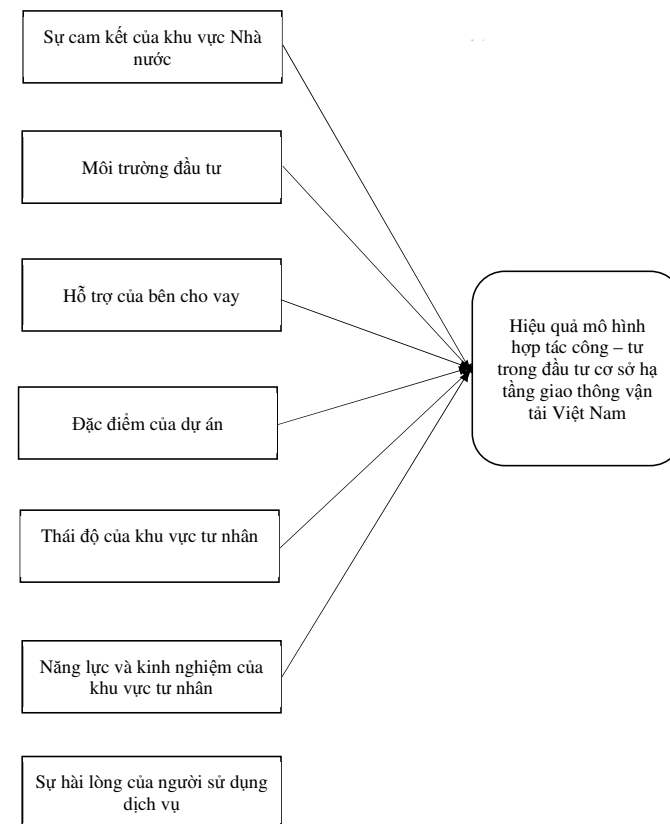 Sự cam kết của khu vực Nhà
nước
Môi trường đầu tư
Hỗ trợ của bên cho vay
Đặc điểm của dự án
Thái độ của khu vực tư nhân
Năng lực và kinh nghiệm của
khu vực tư nhân
Sự hài lòng của người sử dụng
dịch vụ
Hiệu quả mô hình
hợp tác công – tư
trong đầu tư cơ sở hạ
tầng giao thông vận
tải Việt Nam